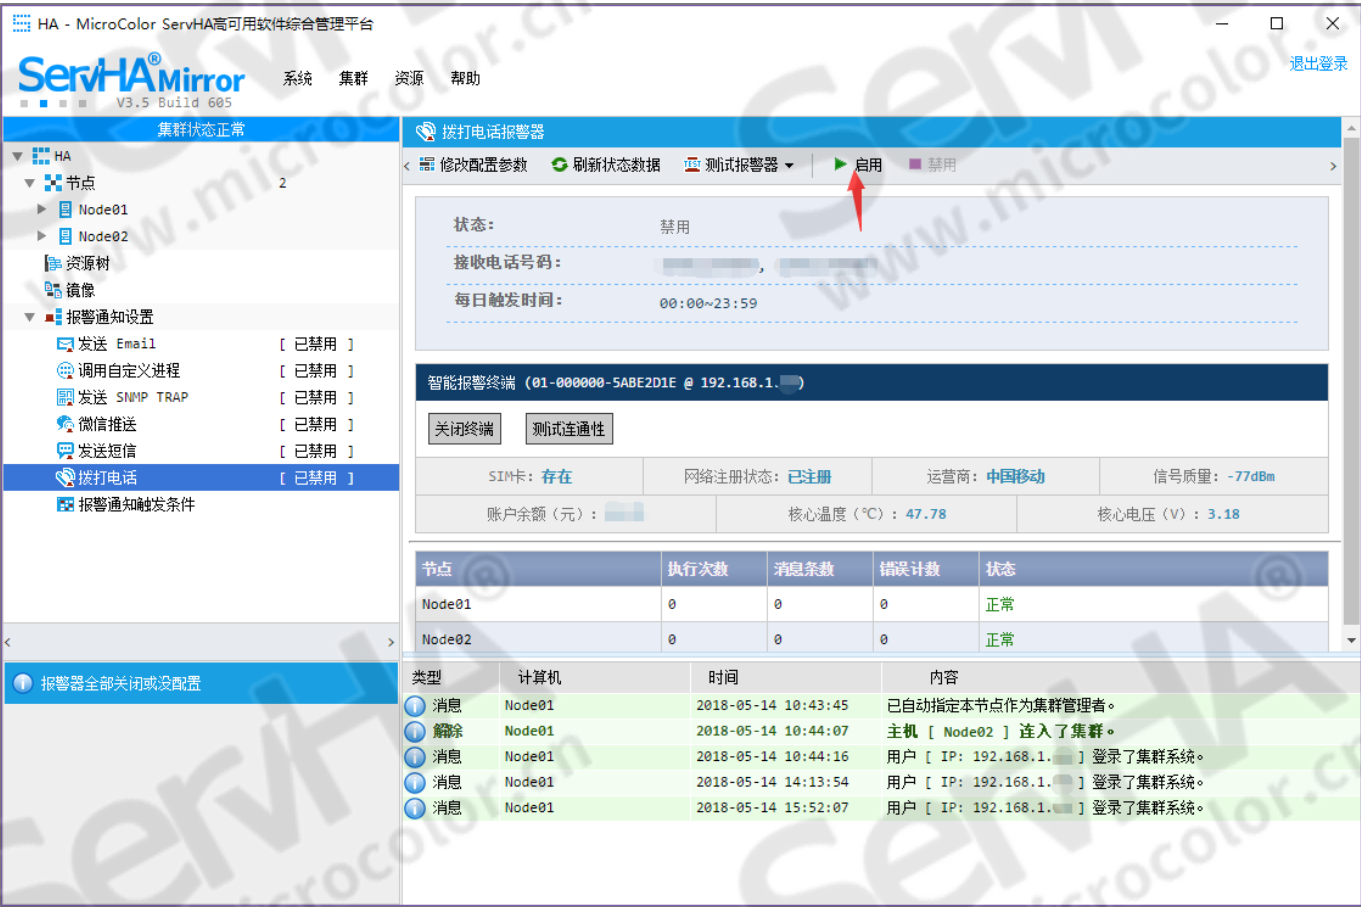 HA - MicroColor ServHA高可用软件综合管理平台
退出登录
ServHA® Mirror
V3.5 Build 605
系统 集群 资源 帮助
集群状态正常
HA
节点 2
Node01
Node02
资源树
镜像
报警通知设置
发送 Email [ 已禁用 ]
调用自定义进程 [ 已禁用 ]
发送 SNMP TRAP [ 已禁用 ]
微信推送 [ 已禁用 ]
发送短信 [ 已禁用 ]
拨打电话 [ 已禁用 ]
报警通知触发条件
报警器全部关闭或没配置
拨打电话报警器
修改配置参数 刷新状态数据 TEST 测试报警器 启用 禁用
状态: 禁用
接收电话号码: ,
每日触发时间: 00:00~23:59
智能报警终端 (01-000000-5ABE2D1E @ 192.168.1. )
关闭终端 测试连通性
SIM卡: 存在 网络注册状态: 已注册 运营商: 中国移动 信号质量: -77dBm
账户余额（元）: 核心温度（℃）: 47.78 核心电压（V）: 3.18
节点 执行次数 消息条数 错误计数 状态
Node01 0 0 0 正常
Node02 0 0 0 正常
类型 计算机 时间 内容
消息 Node01 2018-05-14 10:43:45 已自动指定本节点作为集群管理者。
解除 Node01 2018-05-14 10:44:07 主机 [ Node02 ] 连入了集群。
消息 Node01 2018-05-14 10:44:16 用户 [ IP: 192.168.1. ] 登录了集群系统。
消息 Node01 2018-05-14 14:13:54 用户 [ IP: 192.168.1. ] 登录了集群系统。
消息 Node01 2018-05-14 15:52:07 用户 [ IP: 192.168.1. ] 登录了集群系统。
ServHA®
www.microcolor.cn